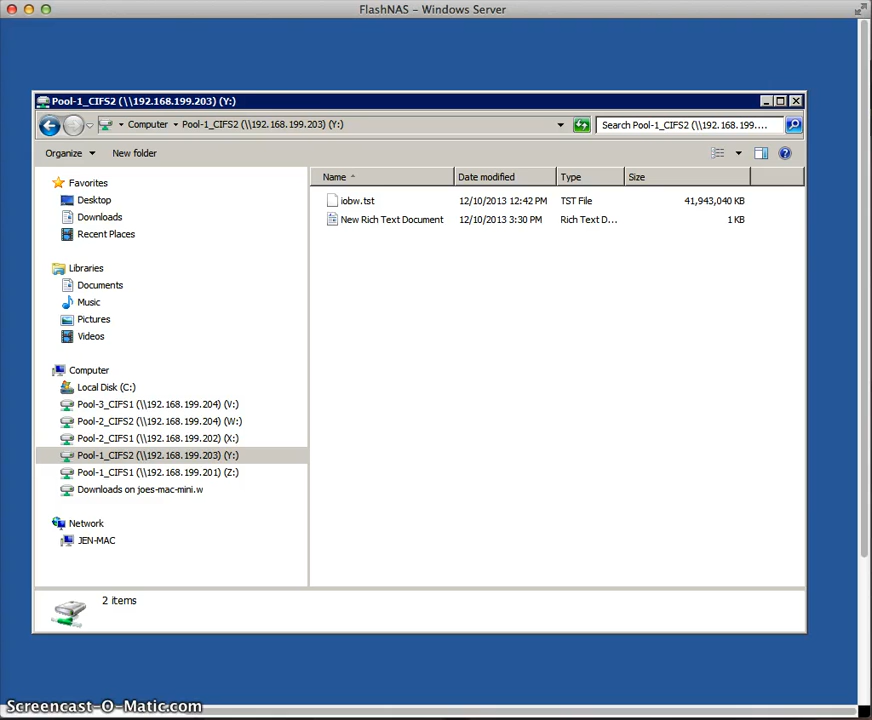 FlashNAS – Windows Server
Pool-1_CIFS2 (\\192.168.199.203) (Y:)
Computer Pool-1_CIFS2 (\\192.168.199.203) (Y:)
Search Pool-1_CIFS2 (\\192.168.199....
Organize New folder
Name Date modified Type Size
iobw.tst 12/10/2013 12:42 PM TST File 41,943,040 KB
New Rich Text Document 12/10/2013 3:30 PM Rich Text D... 1 KB
Favorites
Desktop
Downloads
Recent Places
Libraries
Documents
Music
Pictures
Videos
Computer
Local Disk (C:)
Pool-3_CIFS1 (\\192.168.199.204) (V:)
Pool-2_CIFS2 (\\192.168.199.204) (W:)
Pool-2_CIFS1 (\\192.168.199.202) (X:)
Pool-1_CIFS2 (\\192.168.199.203) (Y:)
Pool-1_CIFS1 (\\192.168.199.201) (Z:)
Downloads on joes-mac-mini.w
Network
JEN-MAC
2 items
Screencast-O-Matic.com